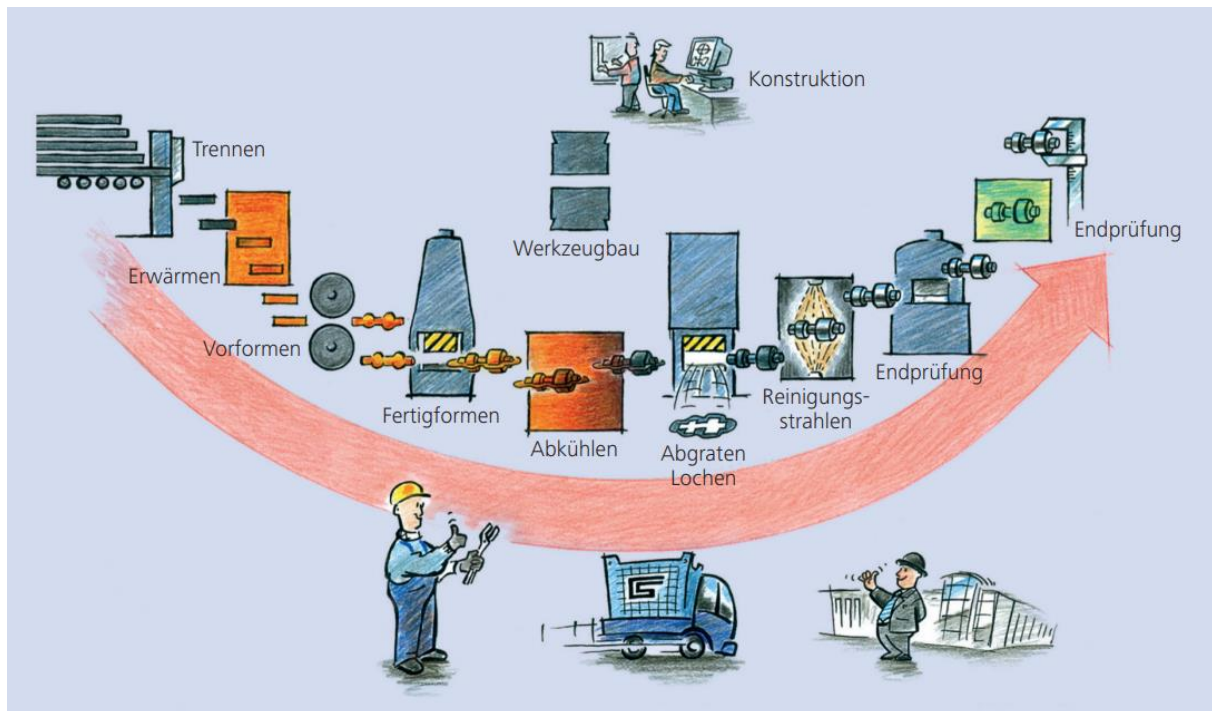 Konstruktion
Trennen
Erwärmen
Vorformen
Fertigformen
Werkzeugbau
Abkühlen
Abgraten
Lochen
Reinigungs-
strahlen
Endprüfung
Endprüfung